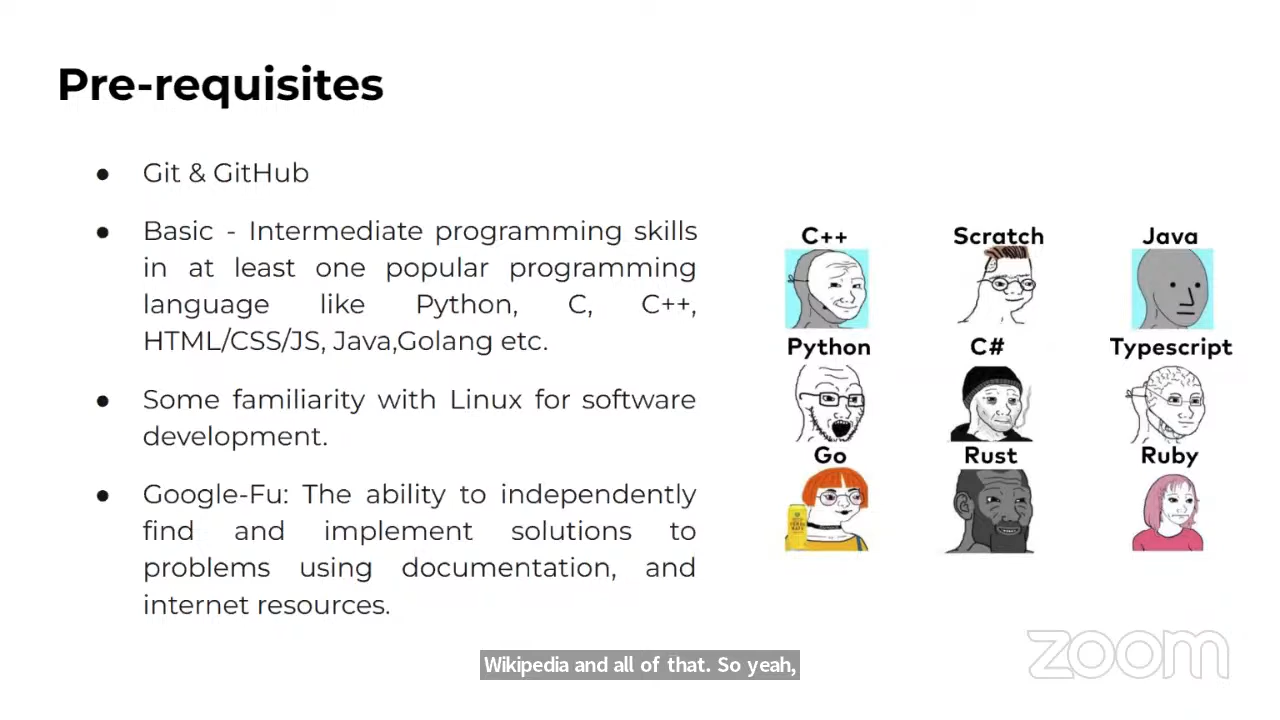 Pre-requisites
● Git & GitHub
● Basic - Intermediate programming skills
in at least one popular programming
language like Python, C, C++,
HTML/CSS/JS, Java,Golang etc.
● Some familiarity with Linux for software
development.
● Google-Fu: The ability to independently
find and implement solutions to
problems using documentation, and
internet resources.
C++ Scratch Java
Python C# Typescript
Go Rust Ruby
Wikipedia and all of that. So yeah,
zoom